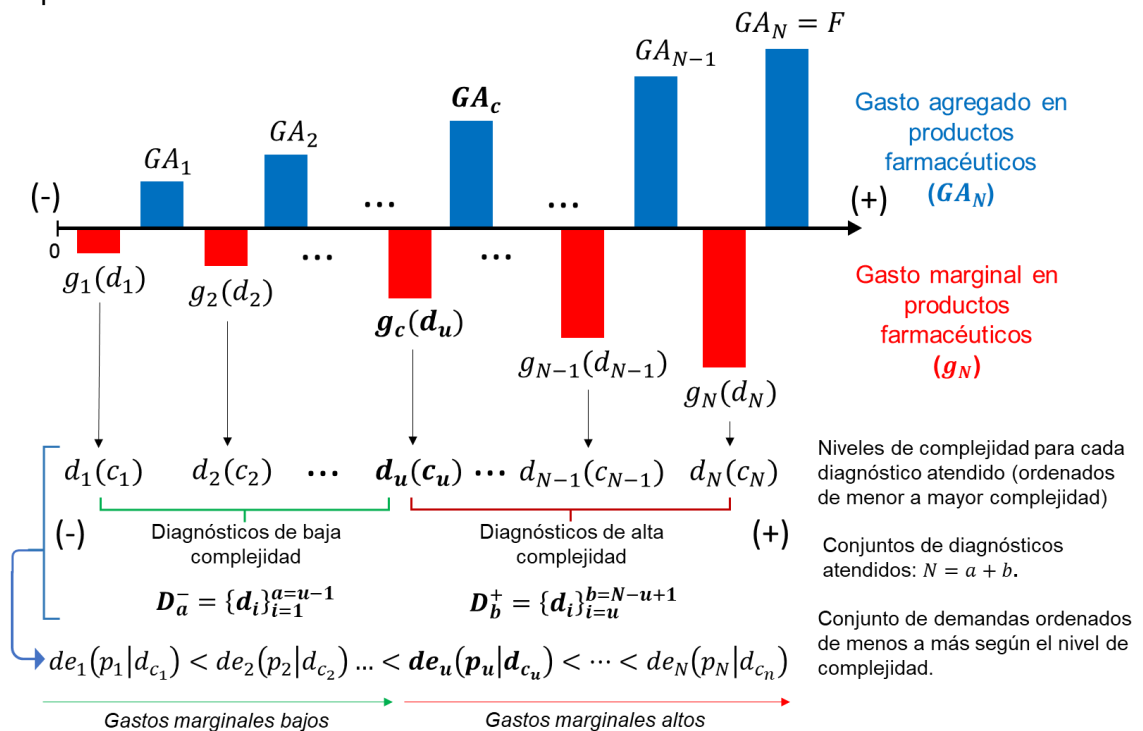 GA_N = F
GA_{N−1}
GA_c
GA_2
GA_1
Gasto agregado en
productos
farmacéuticos
(GA_N)
(-)
... ...
(+)
0
... ...
g_1(d_1)
g_2(d_2)
g_c(d_u)
g_{N−1}(d_{N−1})
g_N(d_N)
Gasto marginal en
productos
farmacéuticos
(g_N)
d_1(c_1) d_2(c_2) ... d_u(c_u) ... d_{N−1}(c_{N−1}) d_N(c_N)
Niveles de complejidad para cada
diagnóstico atendido (ordenados
de menor a mayor complejidad)
(-)
Diagnósticos de baja
complejidad
Diagnósticos de alta
complejidad
(+)
Conjuntos de diagnósticos
atendidos: N = a + b.
D_a^− = {d_i}_{i=1}^{a=u−1}
D_b^+ = {d_i}_{i=u}^{b=N−u+1}
Conjunto de demandas ordenados
de menos a más según el nivel de
complejidad.
de_1(p_1|d_{c_1}) < de_2(p_2|d_{c_2}) ... < de_u(p_u|d_{c_u}) < ⋯ < de_N(p_N|d_{c_n})
Gastos marginales bajos
Gastos marginales altos